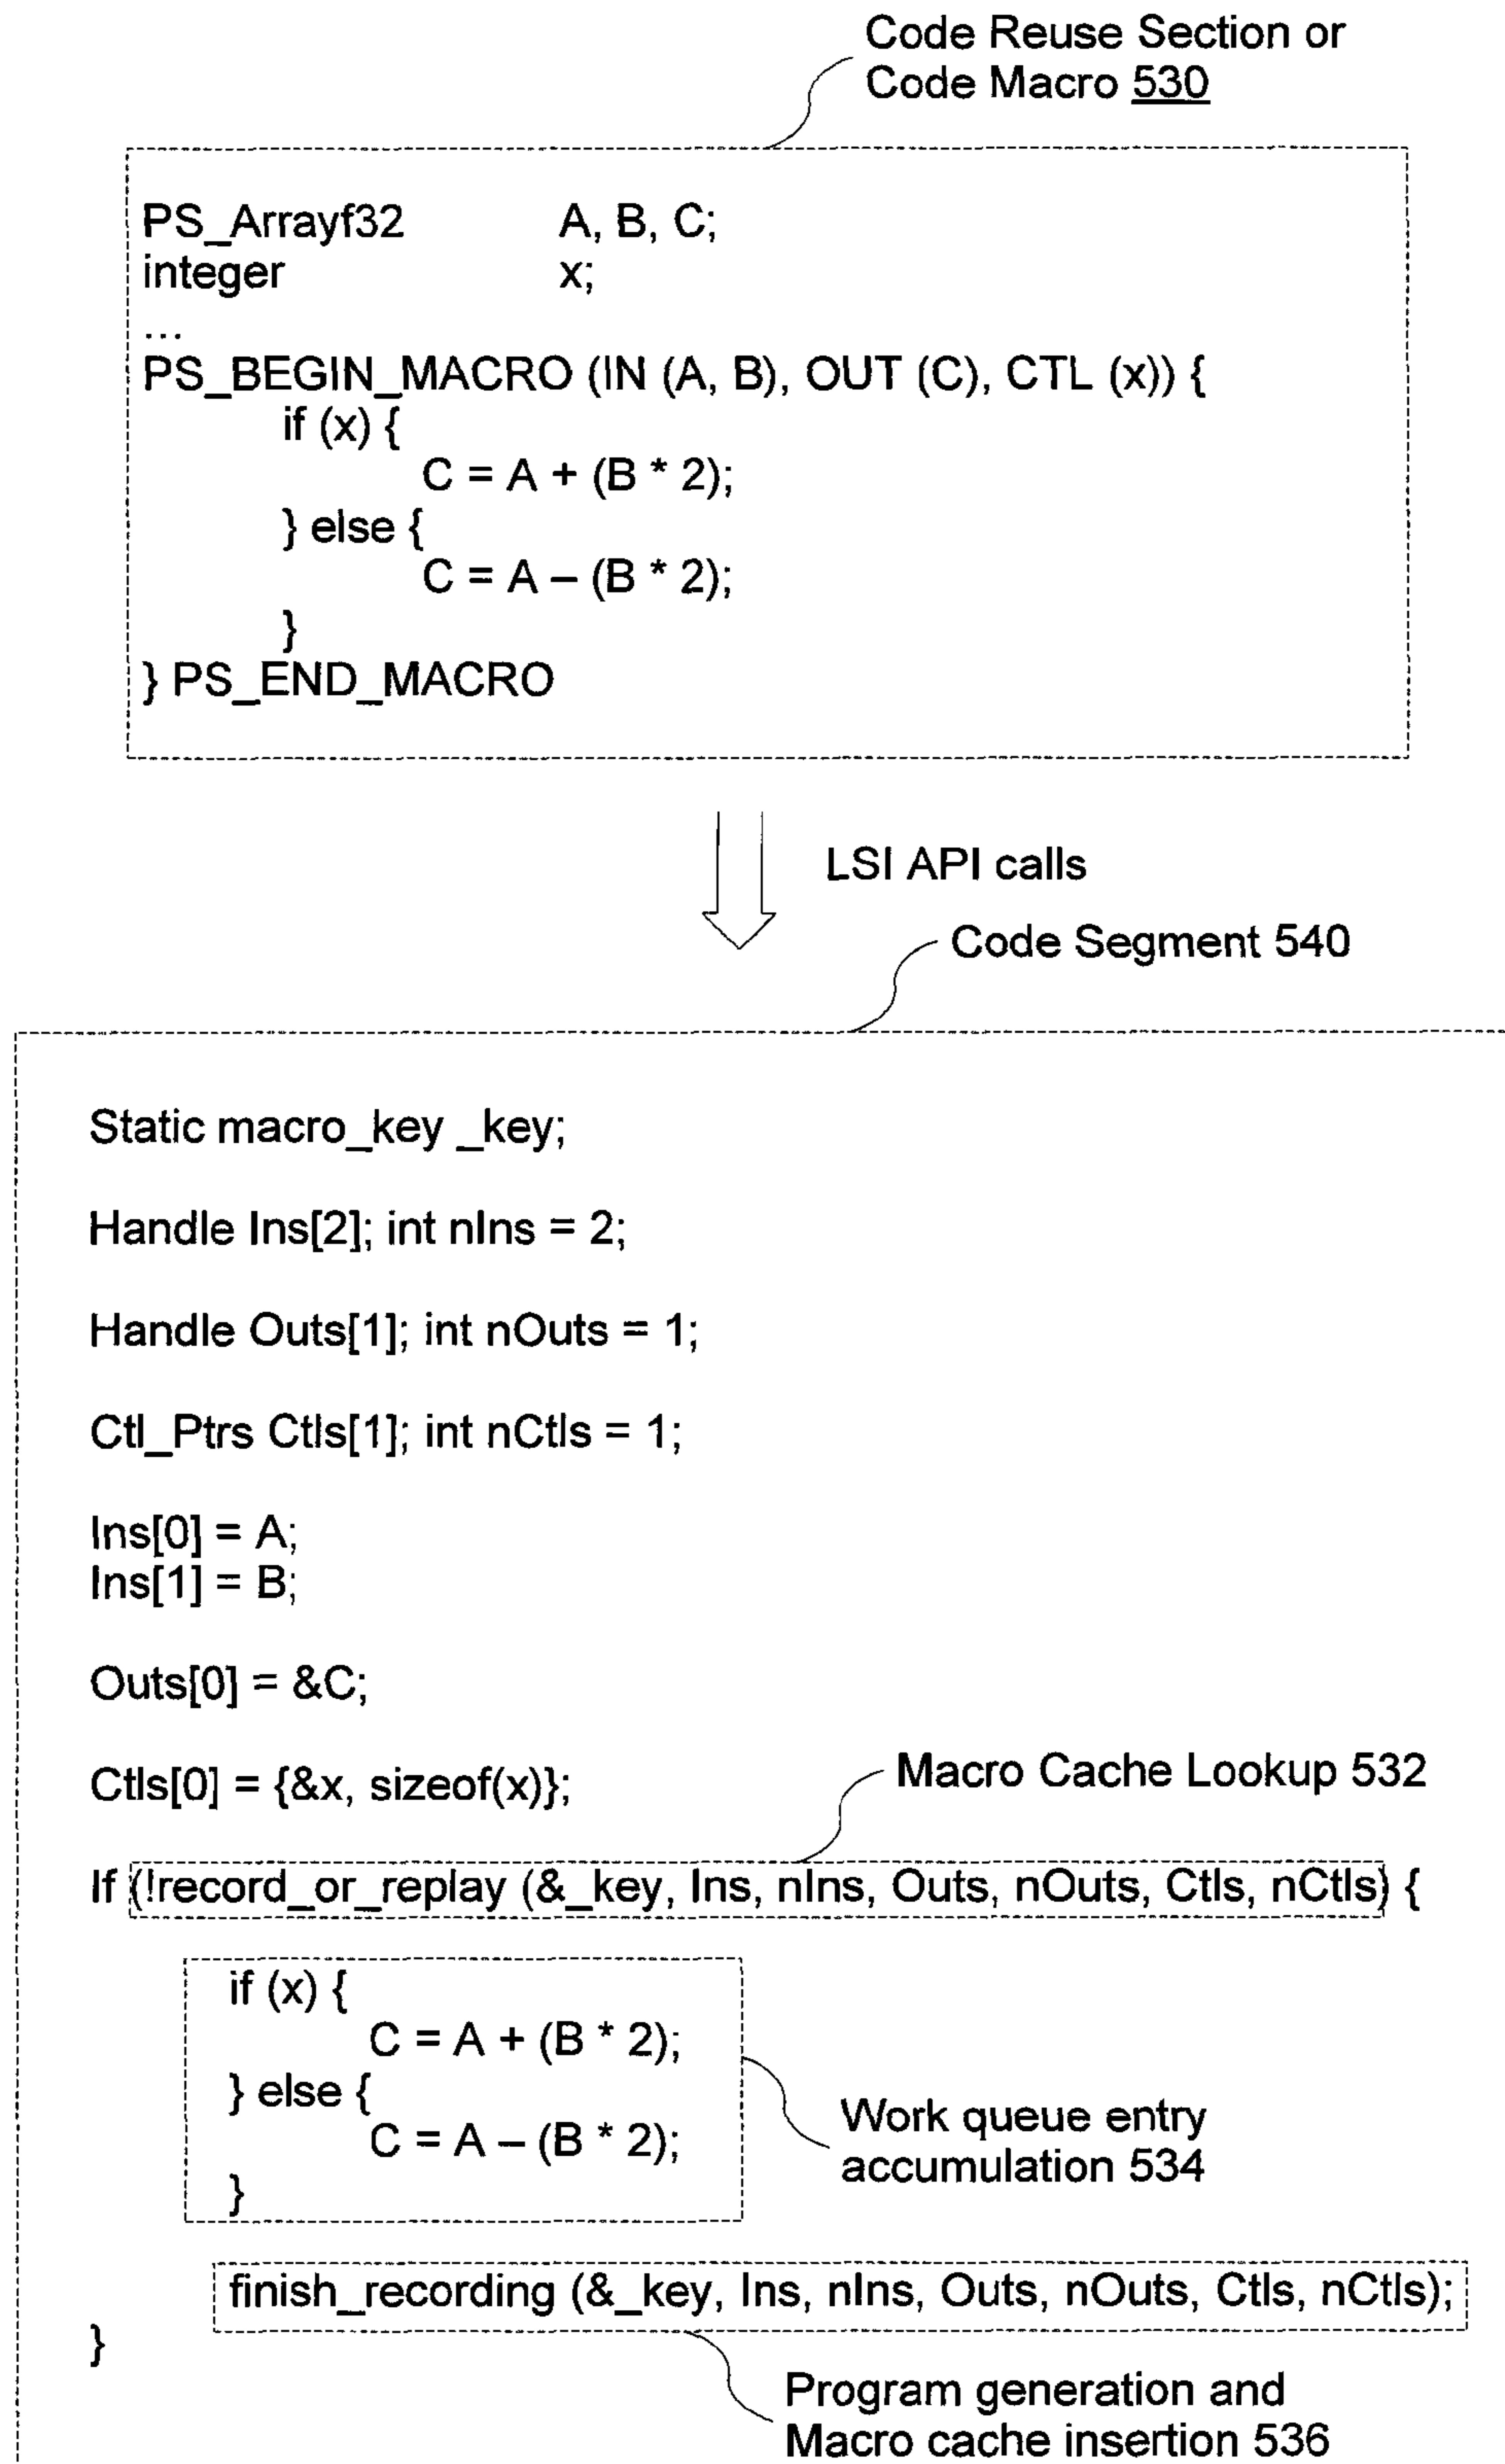 Code Reuse Section or
Code Macro 530
PS_Arrayf32 A, B, C;
integer x;
...
PS_BEGIN_MACRO (IN (A, B), OUT (C), CTL (x)) {
if (x) {
C = A + (B * 2);
} else {
C = A – (B * 2);
}
} PS_END_MACRO
LSI API calls
Code Segment 540
Static macro_key _key;
Handle Ins[2]; int nIns = 2;
Handle Outs[1]; int nOuts = 1;
Ctl_Ptrs Ctls[1]; int nCtls = 1;
Ins[0] = A;
Ins[1] = B;
Outs[0] = &C;
Ctls[0] = {&x, sizeof(x)};
Macro Cache Lookup 532
If (!record_or_replay (&_key, Ins, nIns, Outs, nOuts, Ctls, nCtls) {
if (x) {
C = A + (B * 2);
} else {
C = A – (B * 2);
}
Work queue entry
accumulation 534
finish_recording (&_key, Ins, nIns, Outs, nOuts, Ctls, nCtls);
}
Program generation and
Macro cache insertion 536